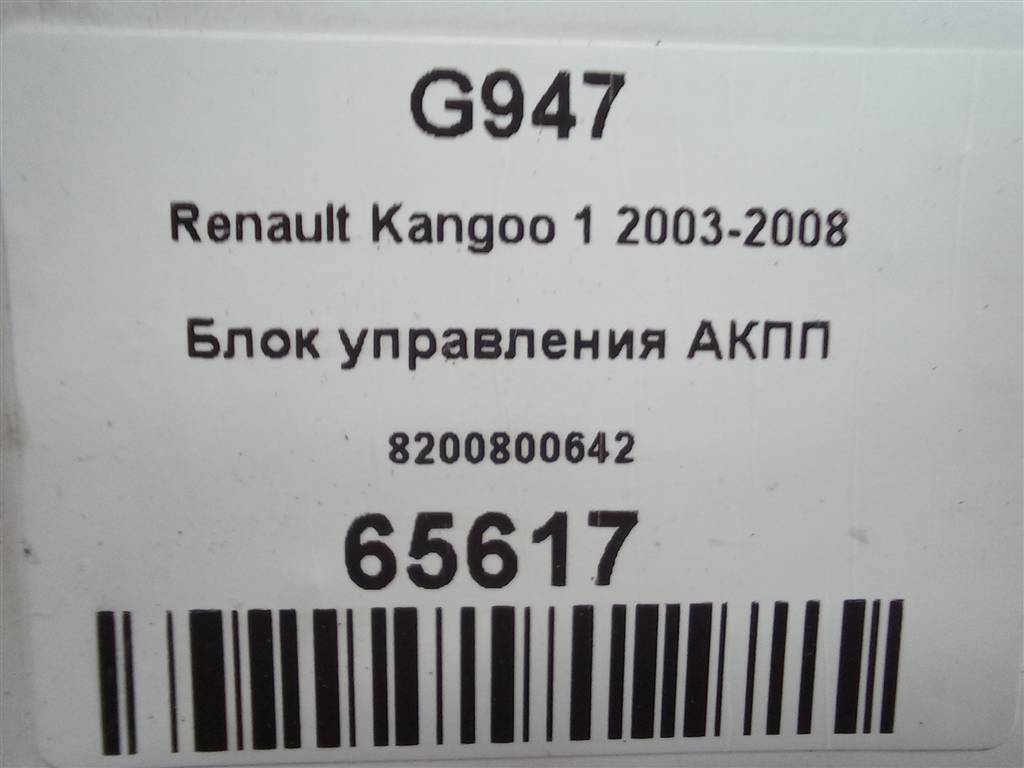 G947
Renault Kangoo 1 2003-2008
Блок управления АКПП
8200800642
65617